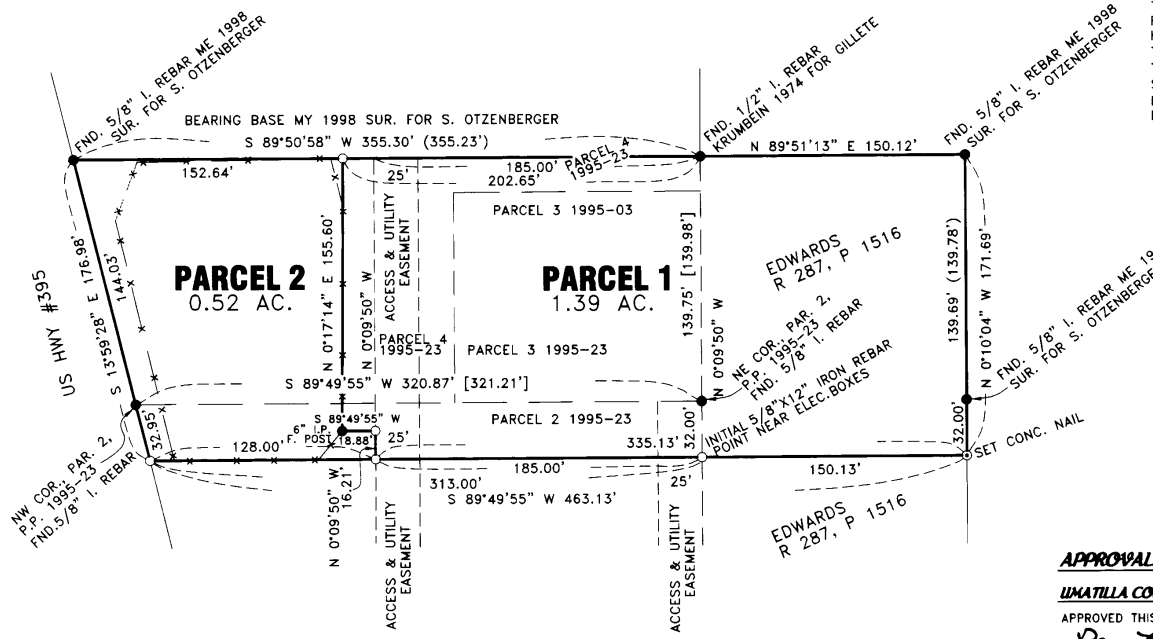 FND. 5/8" I. REBAR ME 1998
SUR. FOR S. OTZENBERGER
BEARING BASE MY 1998 SUR. FOR S. OTZENBERGER
S 89°50'58" W 355.30' (355.23')
FND. 1/2" I. REBAR
KRUMBEIN 1974 FOR GILLETE
FND. 5/8" I. REBAR ME 1998
SUR. FOR S. OTZENBERGER
N 89°51'13" E 150.12'
152.64'
25'
185.00'
202.65'
PARCEL 4
1995-23
PARCEL 3 1995-03
US HWY #395
S 13°59'28" E 176.98'
144.03'
PARCEL 2
0.52 AC.
N 0°17'14" E 155.60'
N 0°09'50" W
ACCESS & UTILITY
EASEMENT
PARCEL 1
1.39 AC.
139.75' [139.98']
N 0°09'50" W
EDWARDS
R 287, P 1516
139.69' (139.78')
N 0°10'04" W 171.69'
FND. 5/8" I. REBAR ME 19
SUR. FOR S. OTZENBERGE
PARCEL 4
1995-23
PARCEL 3 1995-23
NE COR., PAR. 2,
P.P. 1995-23
FND. 5/8" I. REBAR
S 89°49'55" W 320.87' [321.21']
PARCEL 2 1995-23
INITIAL 5/8"X12" IRON REBAR
POINT NEAR ELEC.BOXES
S 89°49'55" W
6" I.P.
F. POST
18.88'
25'
32.95'
128.00'
335.13'
32.00'
32.00'
SET CONC. NAIL
NW COR., PAR. 2,
P.P. 1995-23
FND.5/8" I. REBAR
N 0°09'50" W
16.21'
313.00'
185.00'
25'
150.13'
S 89°49'55" W 463.13'
EDWARDS
R 287, P 1516
ACCESS & UTILITY
EASEMENT
ACCESS & UTILITY
EASEMENT
APPROVAL
UMATILLA CO
APPROVED THIS